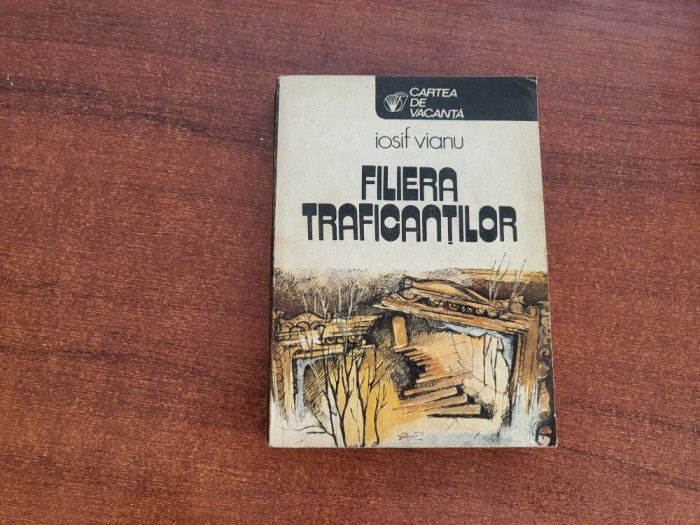 CARTEA
DE
VACANȚĂ
iosif vianu
FILIERA
TRAFICANȚILOR